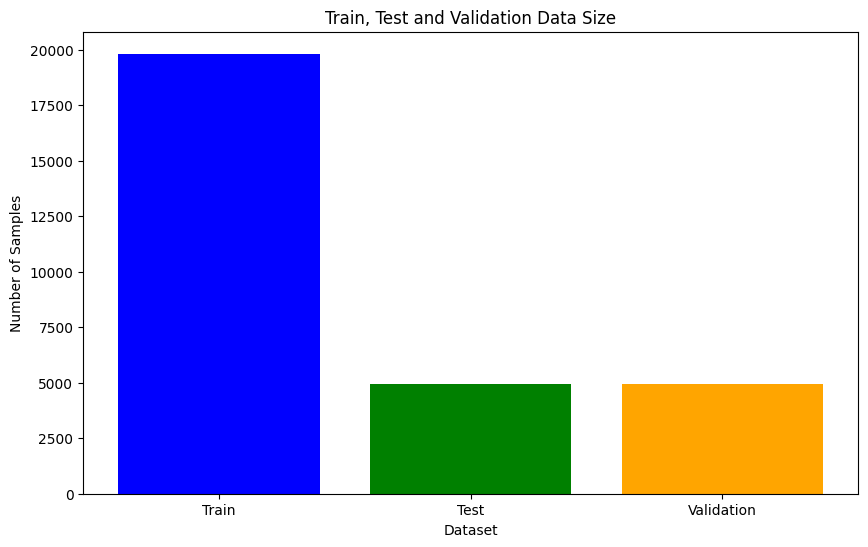 Train, Test and Validation Data Size
Number of Samples
20000
17500
15000
12500
10000
7500
5000
2500
0
Train Test Validation
Dataset